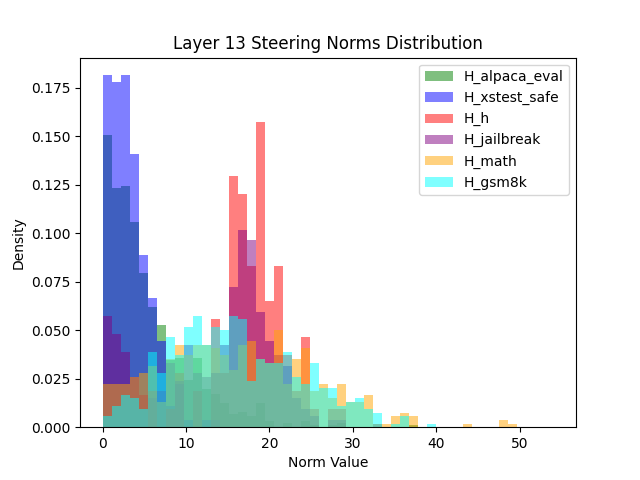 Layer 13 Steering Norms Distribution
H_alpaca_eval
H_xstest_safe
H_h
H_jailbreak
H_math
H_gsm8k
Density
0.175
0.150
0.125
0.100
0.075
0.050
0.025
0.000
0 10 20 30 40 50
Norm Value